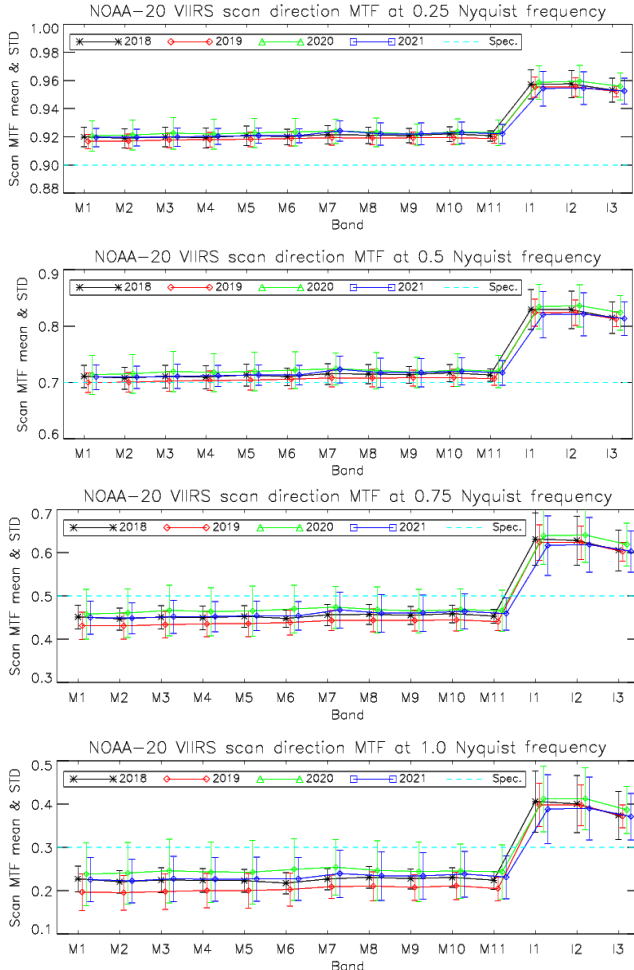 NOAA-20 VIIRS scan direction MTF at 0.25 Nyquist frequency
1.00
2018 2019 2020 2021 Spec.
0.98
0.96
0.94
0.92
0.90
0.88
Scan MTF mean & STD
M1 M2 M3 M4 M5 M6 M7 M8 M9 M10 M11 I1 I2 I3
Band
NOAA-20 VIIRS scan direction MTF at 0.5 Nyquist frequency
0.9
2018 2019 2020 2021 Spec.
0.8
0.7
0.6
Scan MTF mean & STD
M1 M2 M3 M4 M5 M6 M7 M8 M9 M10 M11 I1 I2 I3
Band
NOAA-20 VIIRS scan direction MTF at 0.75 Nyquist frequency
0.7
2018 2019 2020 2021 Spec.
0.6
0.5
0.4
0.3
Scan MTF mean & STD
M1 M2 M3 M4 M5 M6 M7 M8 M9 M10 M11 I1 I2 I3
Band
NOAA-20 VIIRS scan direction MTF at 1.0 Nyquist frequency
0.5
2018 2019 2020 2021 Spec.
0.4
0.3
0.2
0.1
Scan MTF mean & STD
M1 M2 M3 M4 M5 M6 M7 M8 M9 M10 M11 I1 I2 I3
Band